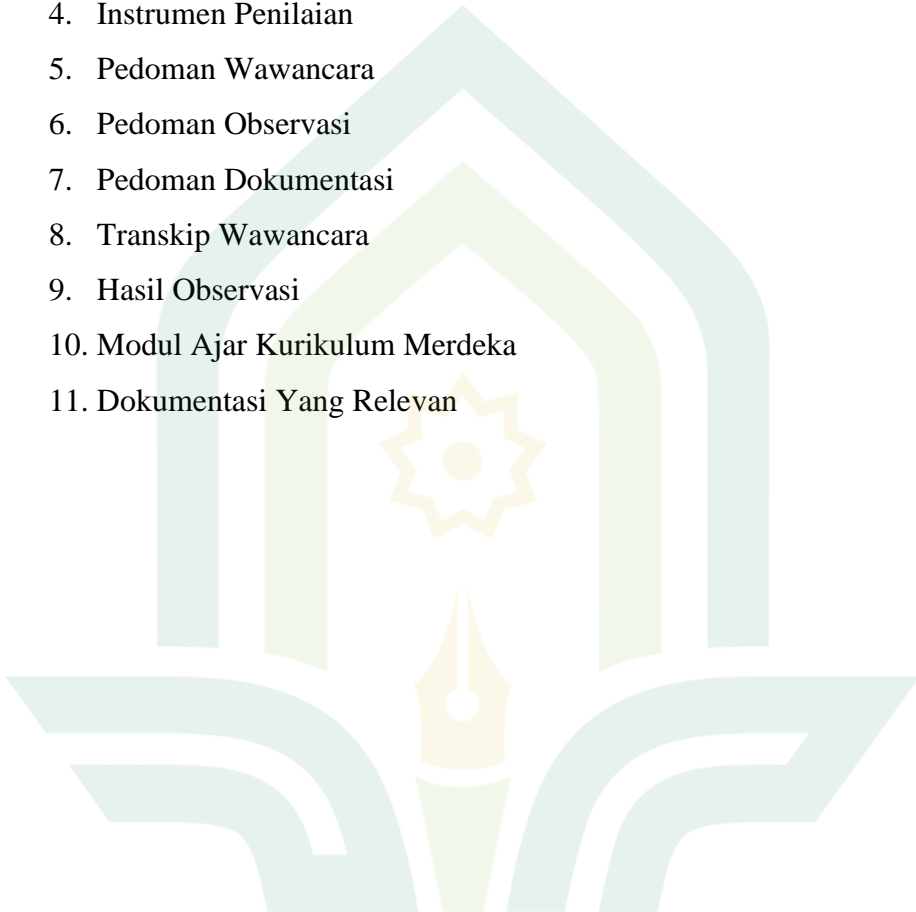 4. Instrumen Penilaian
5. Pedoman Wawancara
6. Pedoman Observasi
7. Pedoman Dokumentasi
8. Transkip Wawancara
9. Hasil Observasi
10. Modul Ajar Kurikulum Merdeka
11. Dokumentasi Yang Relevan